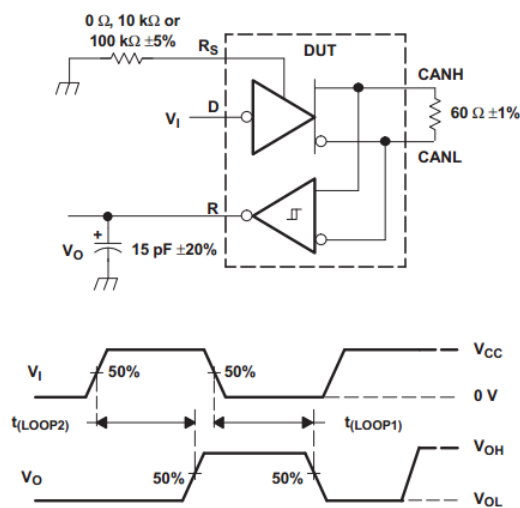 0 Ω, 10 kΩ or
100 kΩ ±5%
RS
DUT
CANH
D
VI
60 Ω ±1%
CANL
R
+
VO
15 pF ±20%
VCC
VI
50%
50%
0 V
t(LOOP2)
t(LOOP1)
VOH
VO
50%
50%
VOL